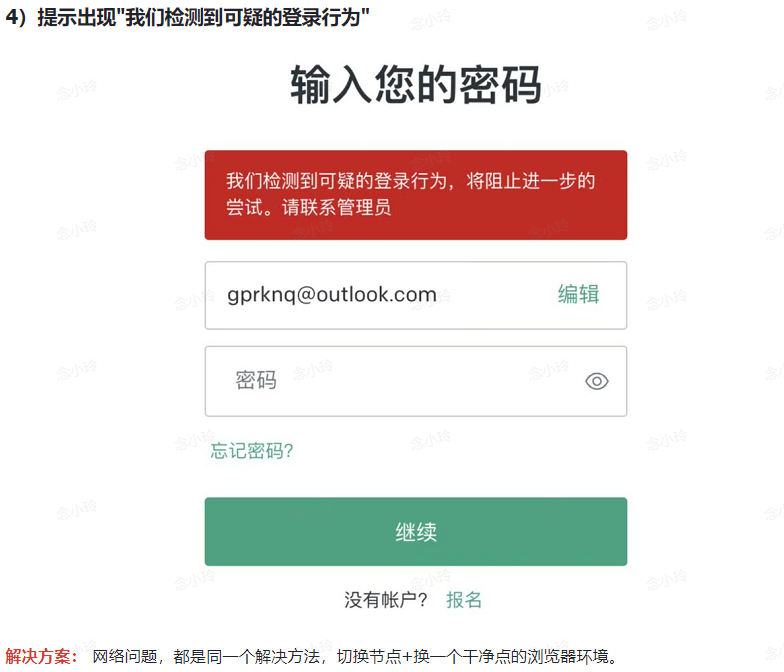 4）提示出现"我们检测到可疑的登录行为"
输入您的密码
我们检测到可疑的登录行为，将阻止进一步的
尝试。请联系管理员
gprknq@outlook.com 编辑
密码
忘记密码?
继续
没有帐户? 报名
解决方案： 网络问题，都是同一个解决方法，切换节点+换一个干净点的浏览器环境。
念小玲